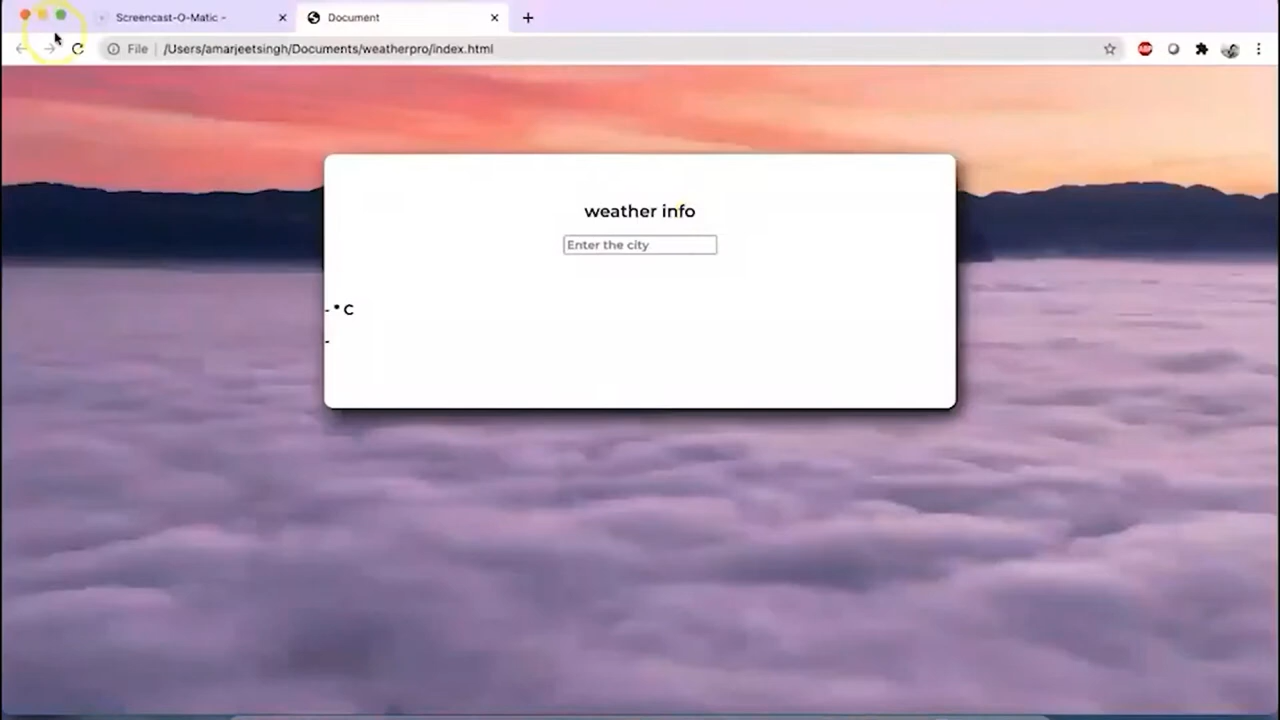 Screencast-O-Matic -
Document
File
/Users/amarjeetsingh/Documents/weatherpro/index.html
weather info
Enter the city
- ° C
-